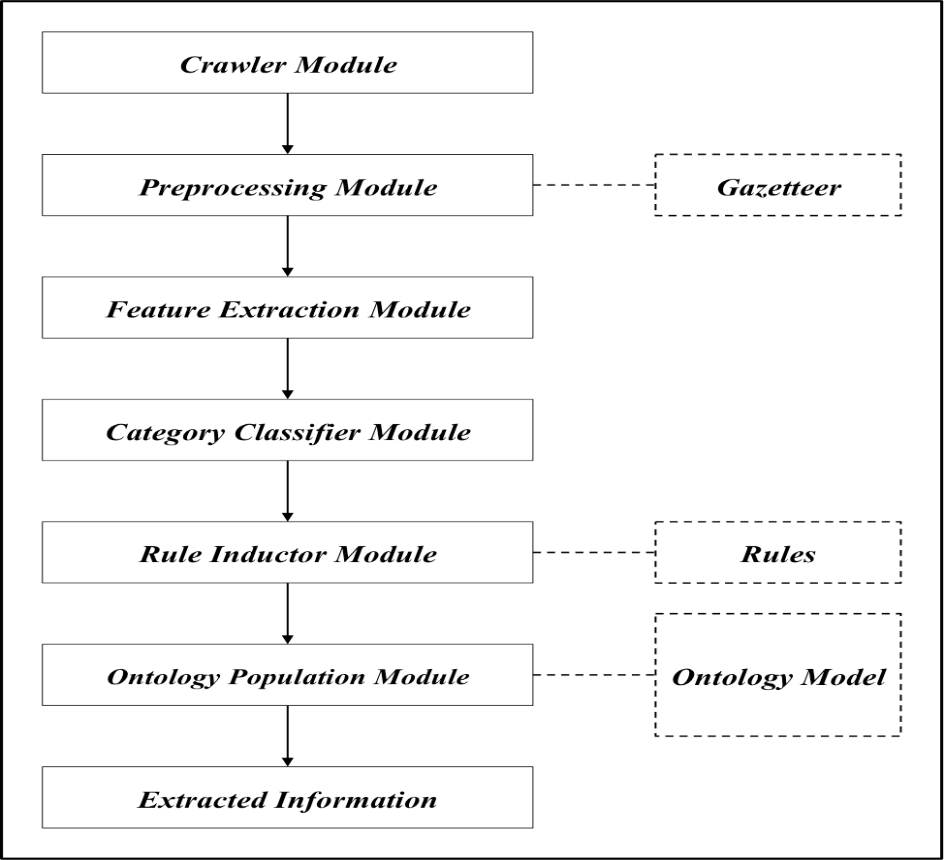 Crawler Module
Preprocessing Module
Gazetteer
Feature Extraction Module
Category Classifier Module
Rule Inductor Module
Rules
Ontology Population Module
Ontology Model
Extracted Information